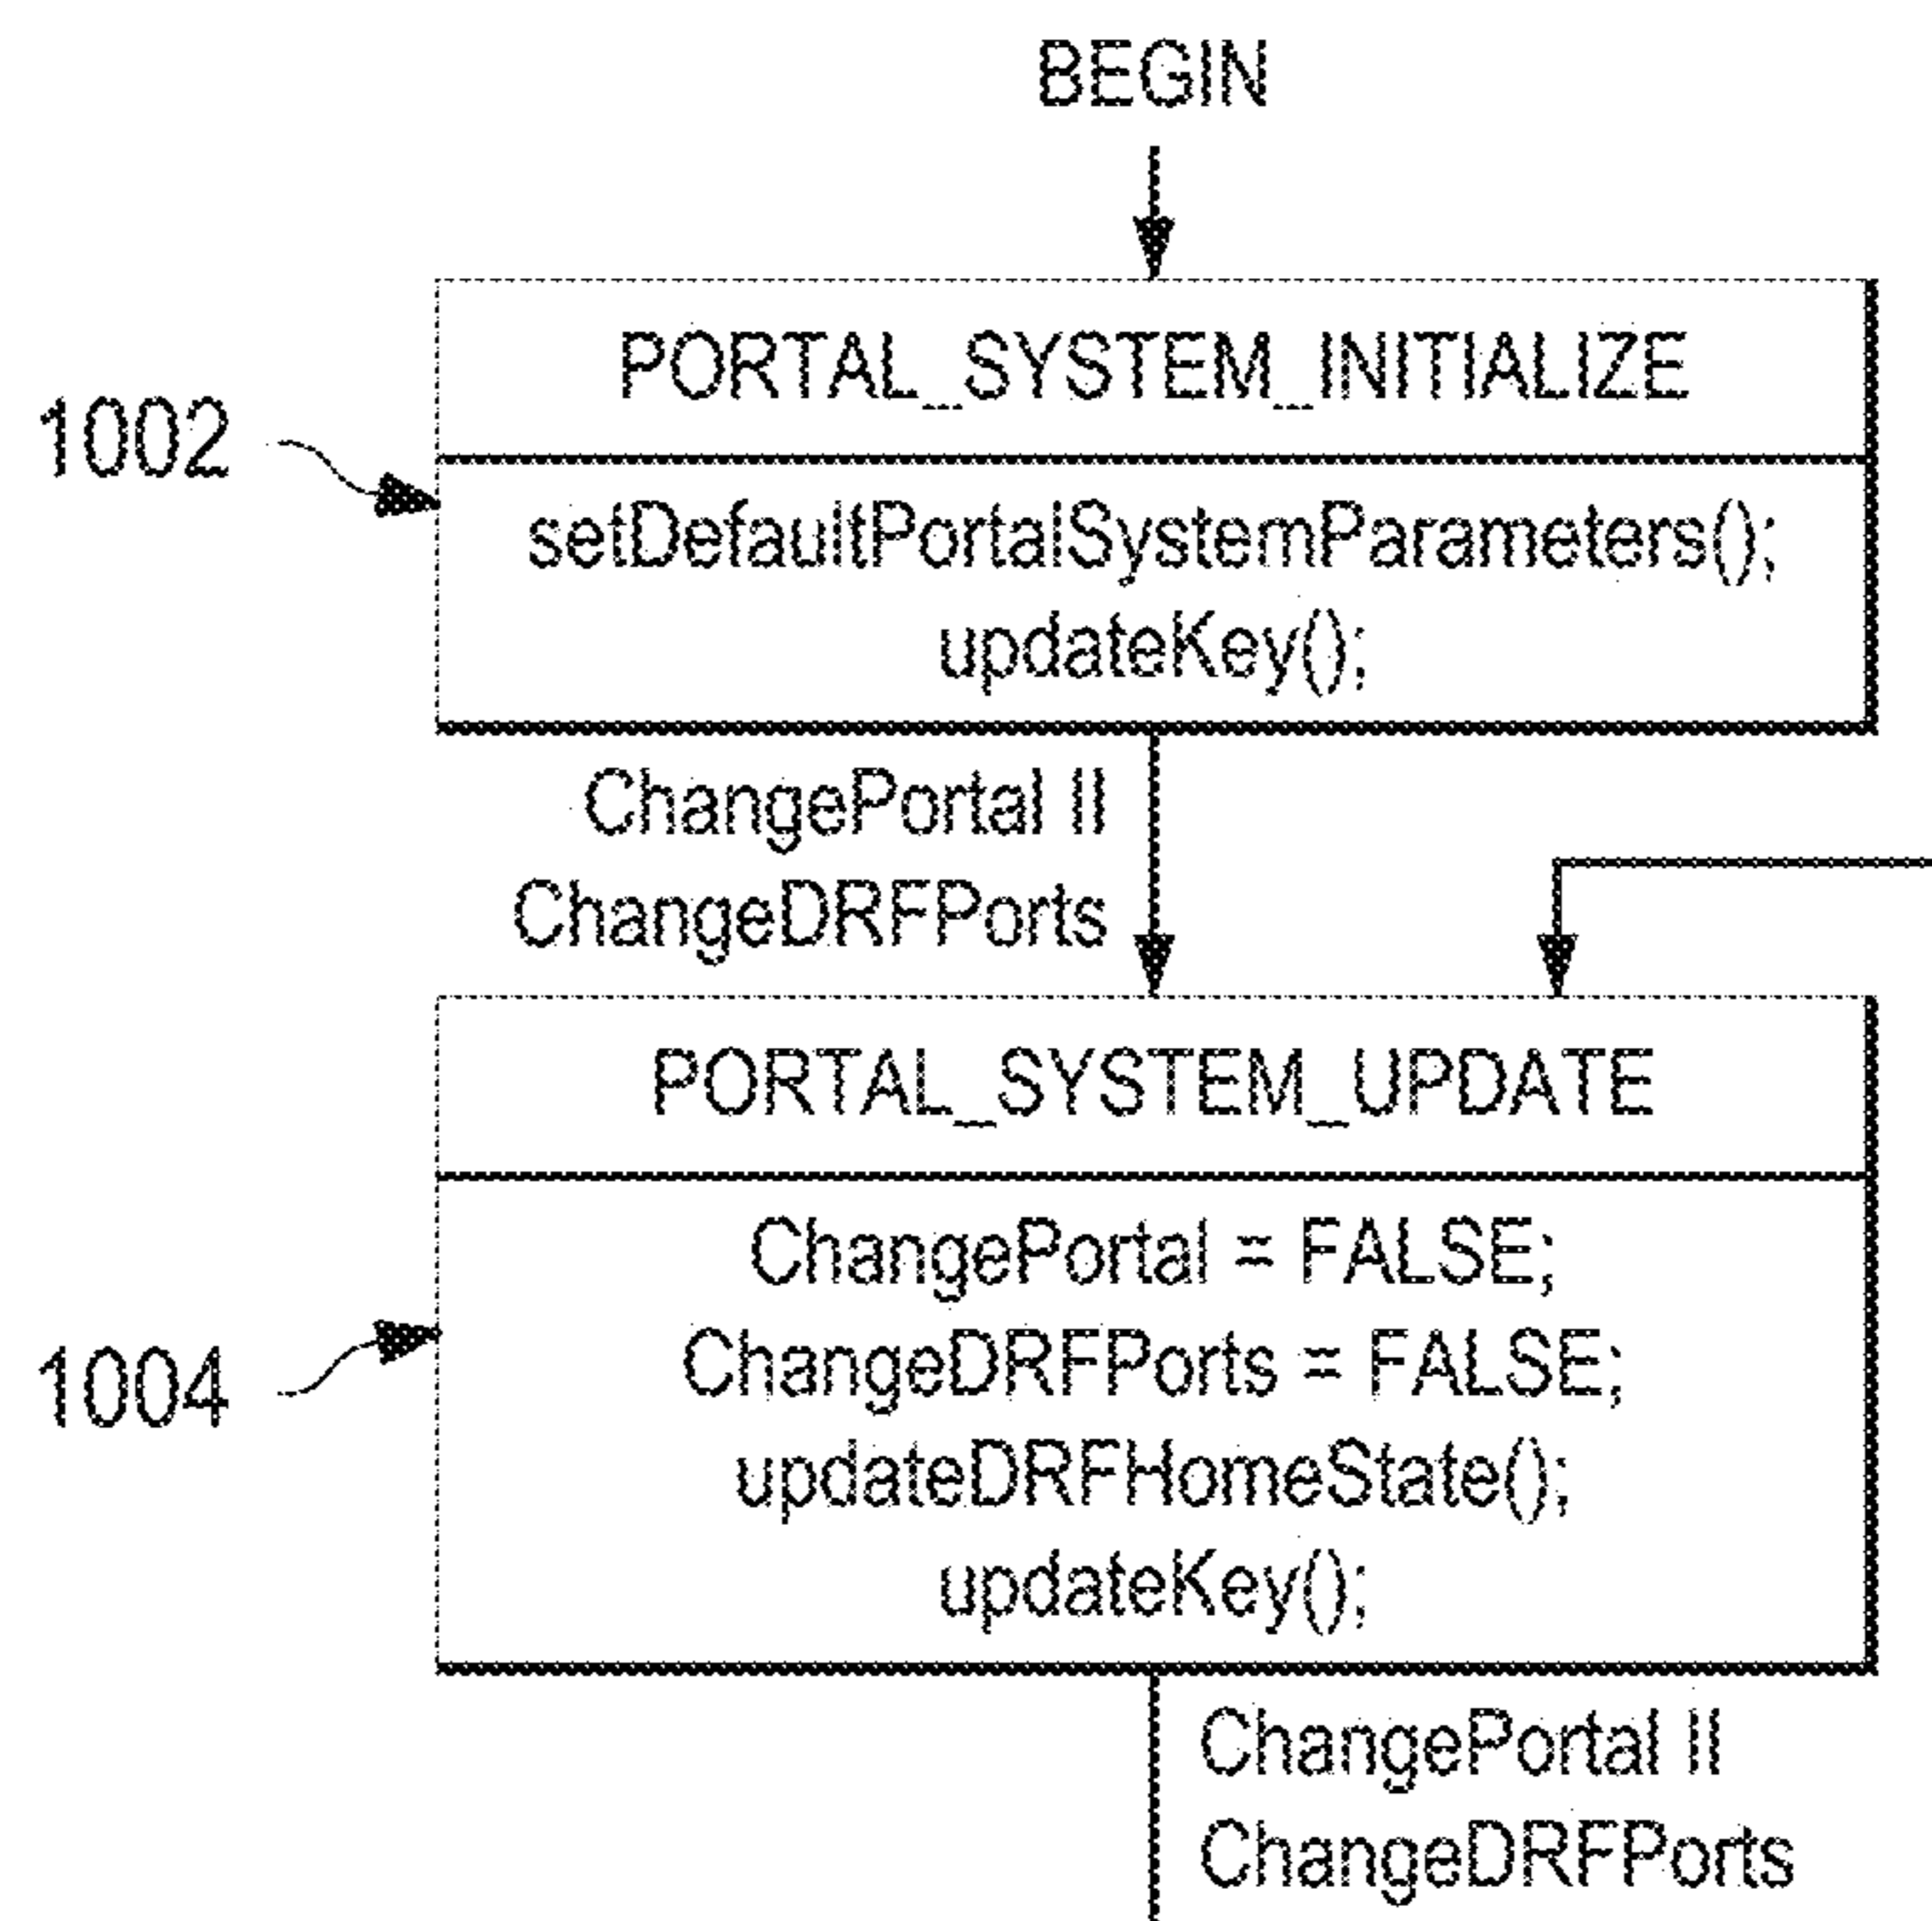 BEGIN
PORTAL_SYSTEM_INITIALIZE
1002
setDefaultPortalSystemParameters();
updateKey();
ChangePortal ||
ChangeDRFPorts
PORTAL_SYSTEM_UPDATE
ChangePortal = FALSE;
1004
ChangeDRFPorts = FALSE;
updateDRFHomeState();
updateKey();
ChangePortal ||
ChangeDRFPorts